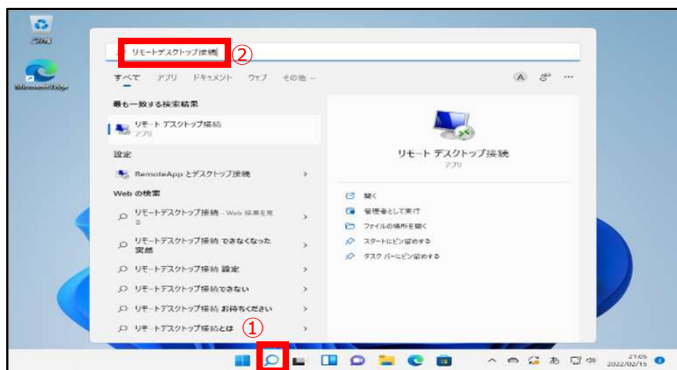 リモートデスクトップ接続
②
すべて アプリ ドキュメント ウェブ その他
A
最も一致する検索結果
リモート デスクトップ接続
アプリ
設定
RemoteApp とデスクトップ接続
Web の検索
リモートデスクトップ接続 - Web 結果を見
る
リモートデスクトップ接続 できなくなった
突然
リモートデスクトップ接続 設定
リモートデスクトップ接続できない
リモートデスクトップ接続 お待ちください
リモートデスクトップ接続とは
①
リモート デスクトップ接続
アプリ
開く
管理者として実行
ファイルの場所を開く
スタートにピン留めする
タスク バーにピン留めする
Microsoft Edge
あ
21:05
2022/02/15